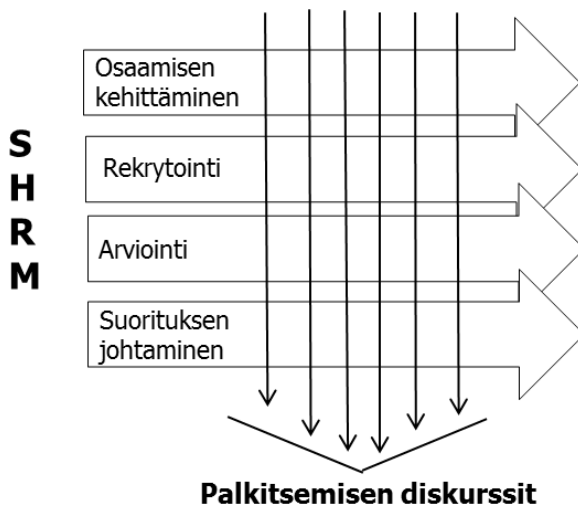 S
H
R
M
Osaamisen
kehittäminen
Rekrytointi
Arviointi
Suorituksen
johtaminen
Palkitsemisen diskurssit